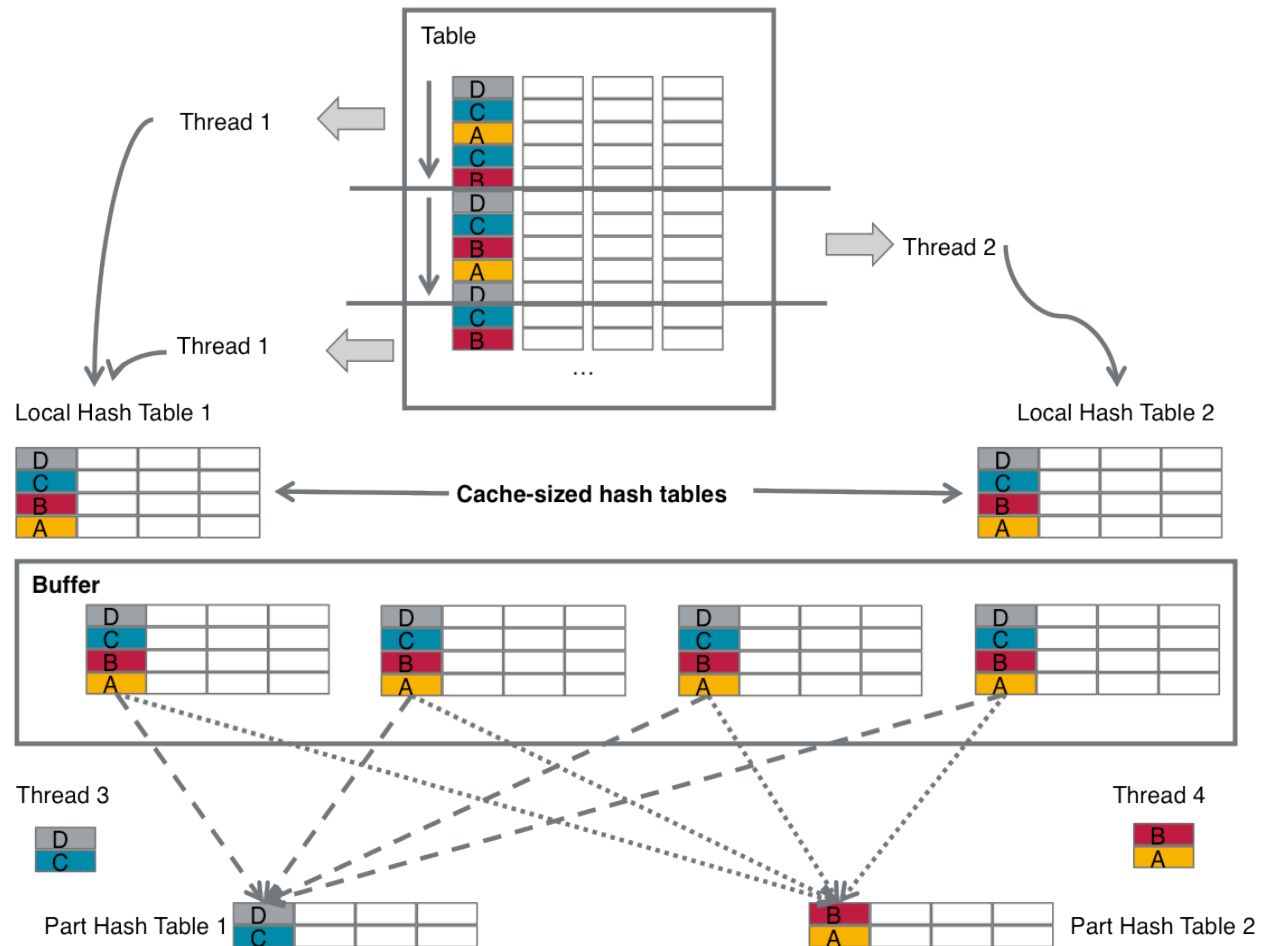 Table
D
C
A
C
B
D
C
B
A
D
C
B
...
Thread 1
Thread 2
Thread 1
Local Hash Table 1
Local Hash Table 2
D
C
B
A
Cache-sized hash tables
D
C
B
A
Buffer
D
C
B
A
D
C
B
A
D
C
B
A
D
C
B
A
Thread 3
D
C
Thread 4
B
A
Part Hash Table 1
D
C
B
A
Part Hash Table 2